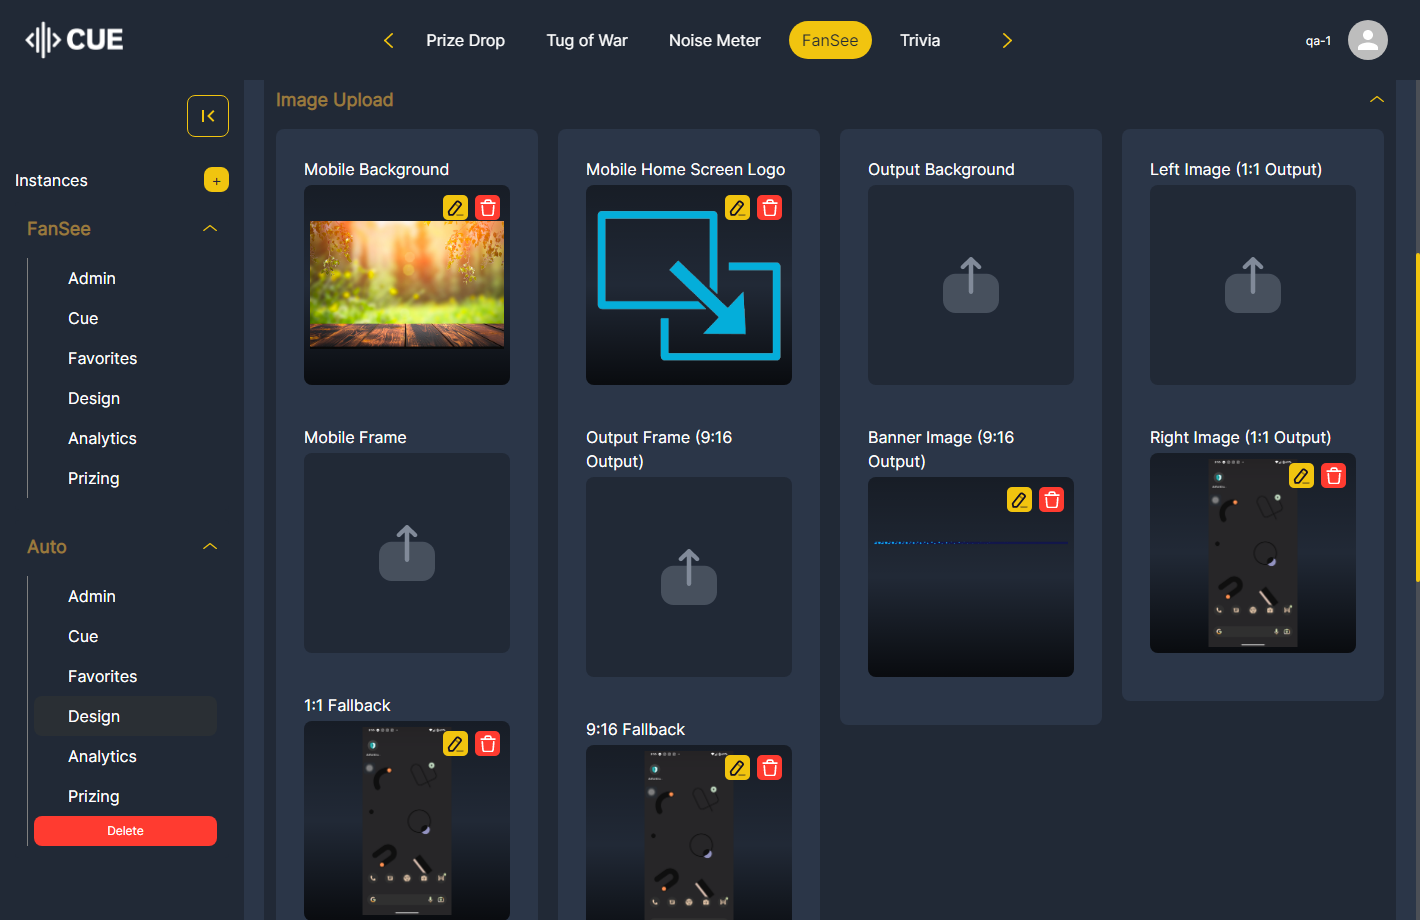 CUE
Prize Drop
Tug of War
Noise Meter
FanSee
Trivia
qa-1
Instances
+
FanSee
Admin
Cue
Favorites
Design
Analytics
Prizing
Auto
Admin
Cue
Favorites
Design
Analytics
Prizing
Delete
Image Upload
Mobile Background
Mobile Home Screen Logo
Output Background
Left Image (1:1 Output)
Mobile Frame
Output Frame (9:16
Output)
Banner Image (9:16
Output)
Right Image (1:1 Output)
1:1 Fallback
9:16 Fallback